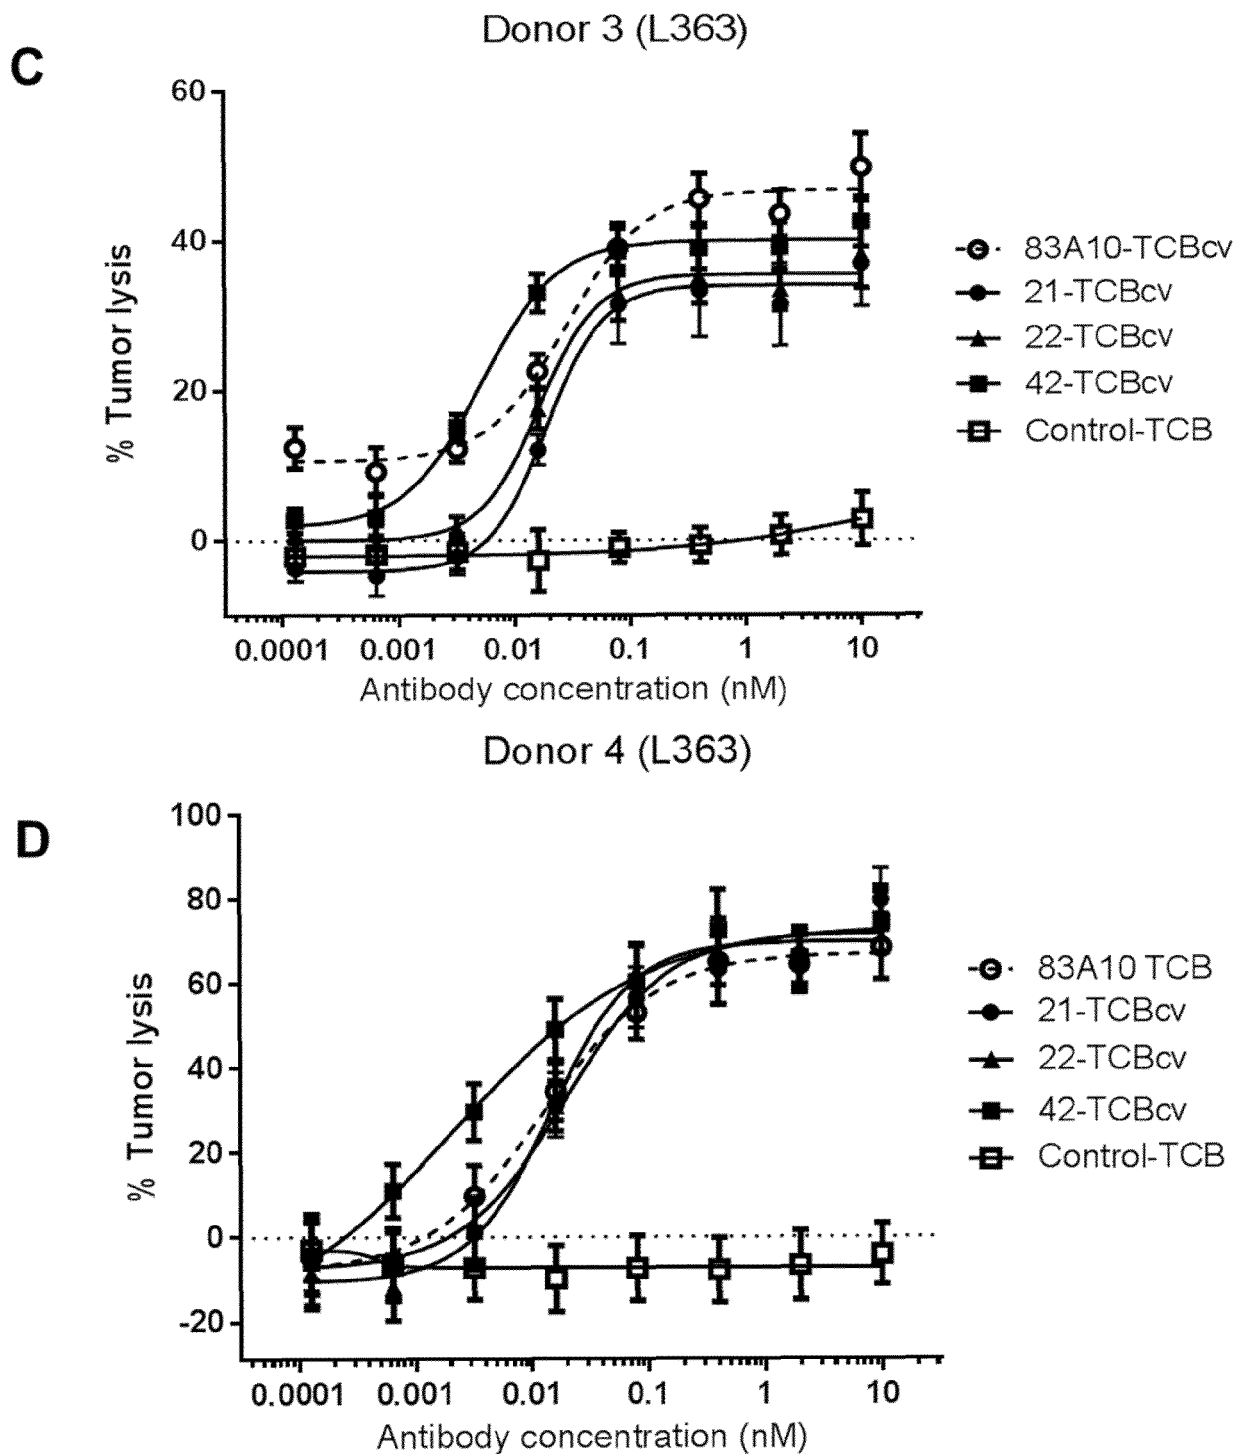 Donor 3 (L363)
C
60
40
20
0
% Tumor lysis
0.0001 0.001 0.01 0.1 1 10
Antibody concentration (nM)
83A10-TCBcv
21-TCBcv
22-TCBcv
42-TCBcv
Control-TCB
Donor 4 (L363)
D
100
80
60
40
20
0
-20
% Tumor lysis
0.0001 0.001 0.01 0.1 1 10
Antibody concentration (nM)
83A10 TCB
21-TCBcv
22-TCBcv
42-TCBcv
Control-TCB